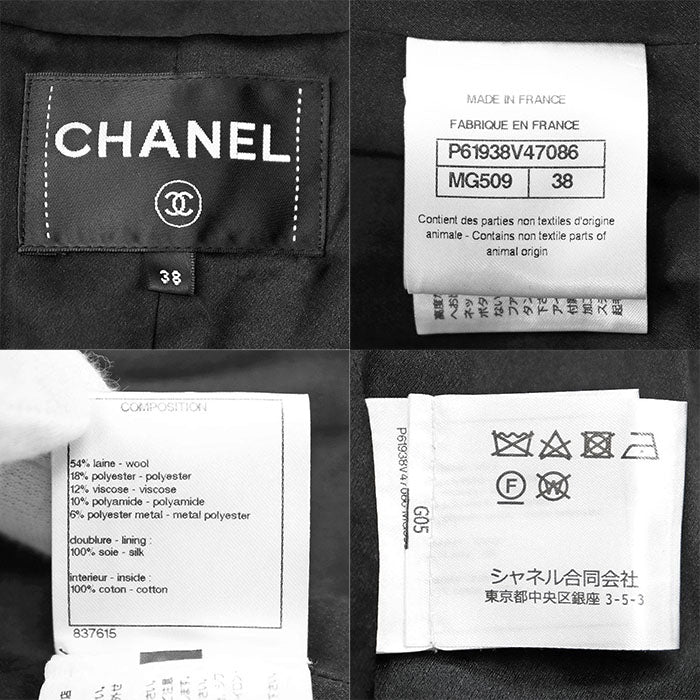 CHANEL
38
MADE IN FRANCE
FABRIQUE EN FRANCE
P61938V47086
MG509 38
Contient des parties non textiles d'origine
animale - Contains non textile parts of
animal origin
COMPOSITION
54% laine - wool
18% polyester - polyester
12% viscose - viscose
10% polyamide - polyamide
6% polyester metal - metal polyester
doublure - lining :
100% soie - silk
interieur - inside :
100% coton - cotton
837615
G05
F
W
シャネル合同会社
東京都中央区銀座 3-5-3